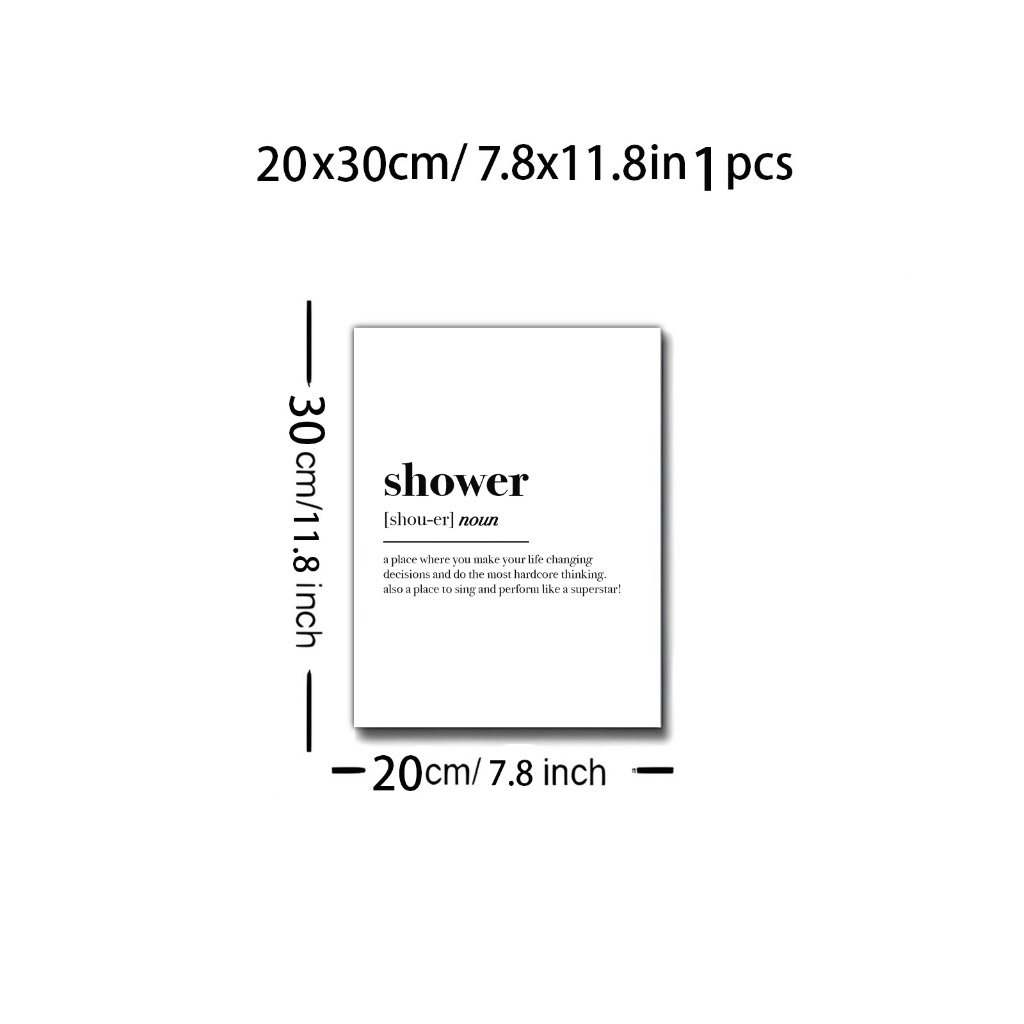 20x30cm/ 7.8x11.8in 1 pcs
30cm/11.8 inch
shower
[shou-er] noun
a place where you make your life changing
decisions and do the most hardcore thinking.
also a place to sing and perform like a superstar!
20cm/ 7.8 inch